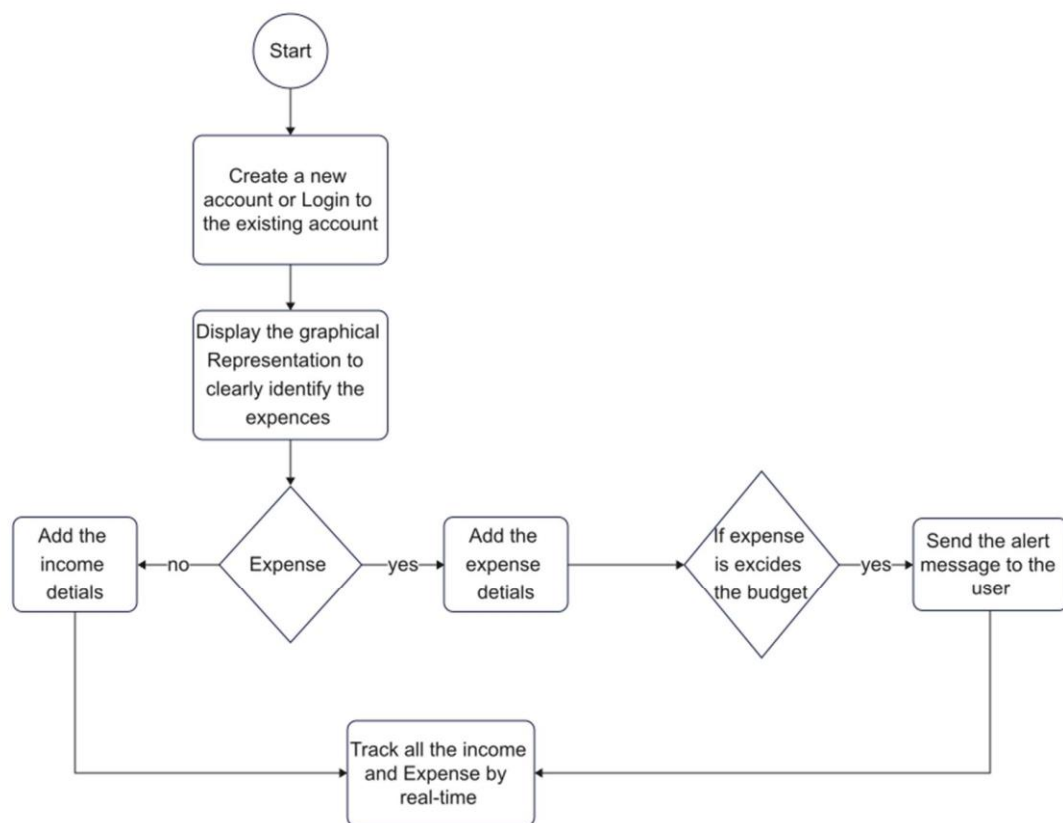 Start
Create a new
account or Login to
the existing account
Display the graphical
Representation to
clearly identify the
expences
Add the
income
detials
no
Expense
yes
Add the
expense
detials
If expense
is excides
the budget
yes
Send the alert
message to the
user
Track all the income
and Expense by
real-time